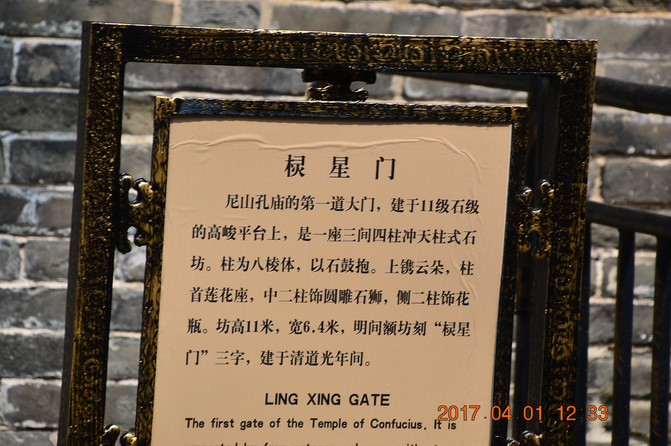 棂星门
尼山孔庙的第一道大门，建于11级石级
的高峻平台上，是一座三间四柱冲天柱式石
坊。柱为八棱体，以石鼓抱。上镌云朵，柱
首莲花座，中二柱饰圆雕石狮，侧二柱饰花
瓶。坊高11米，宽6.4米，明间额坊刻“棂星
门”三字，建于清道光年间。
LING XING GATE
The first gate of the Temple of Confucius. It is
2017.04.01 12:33